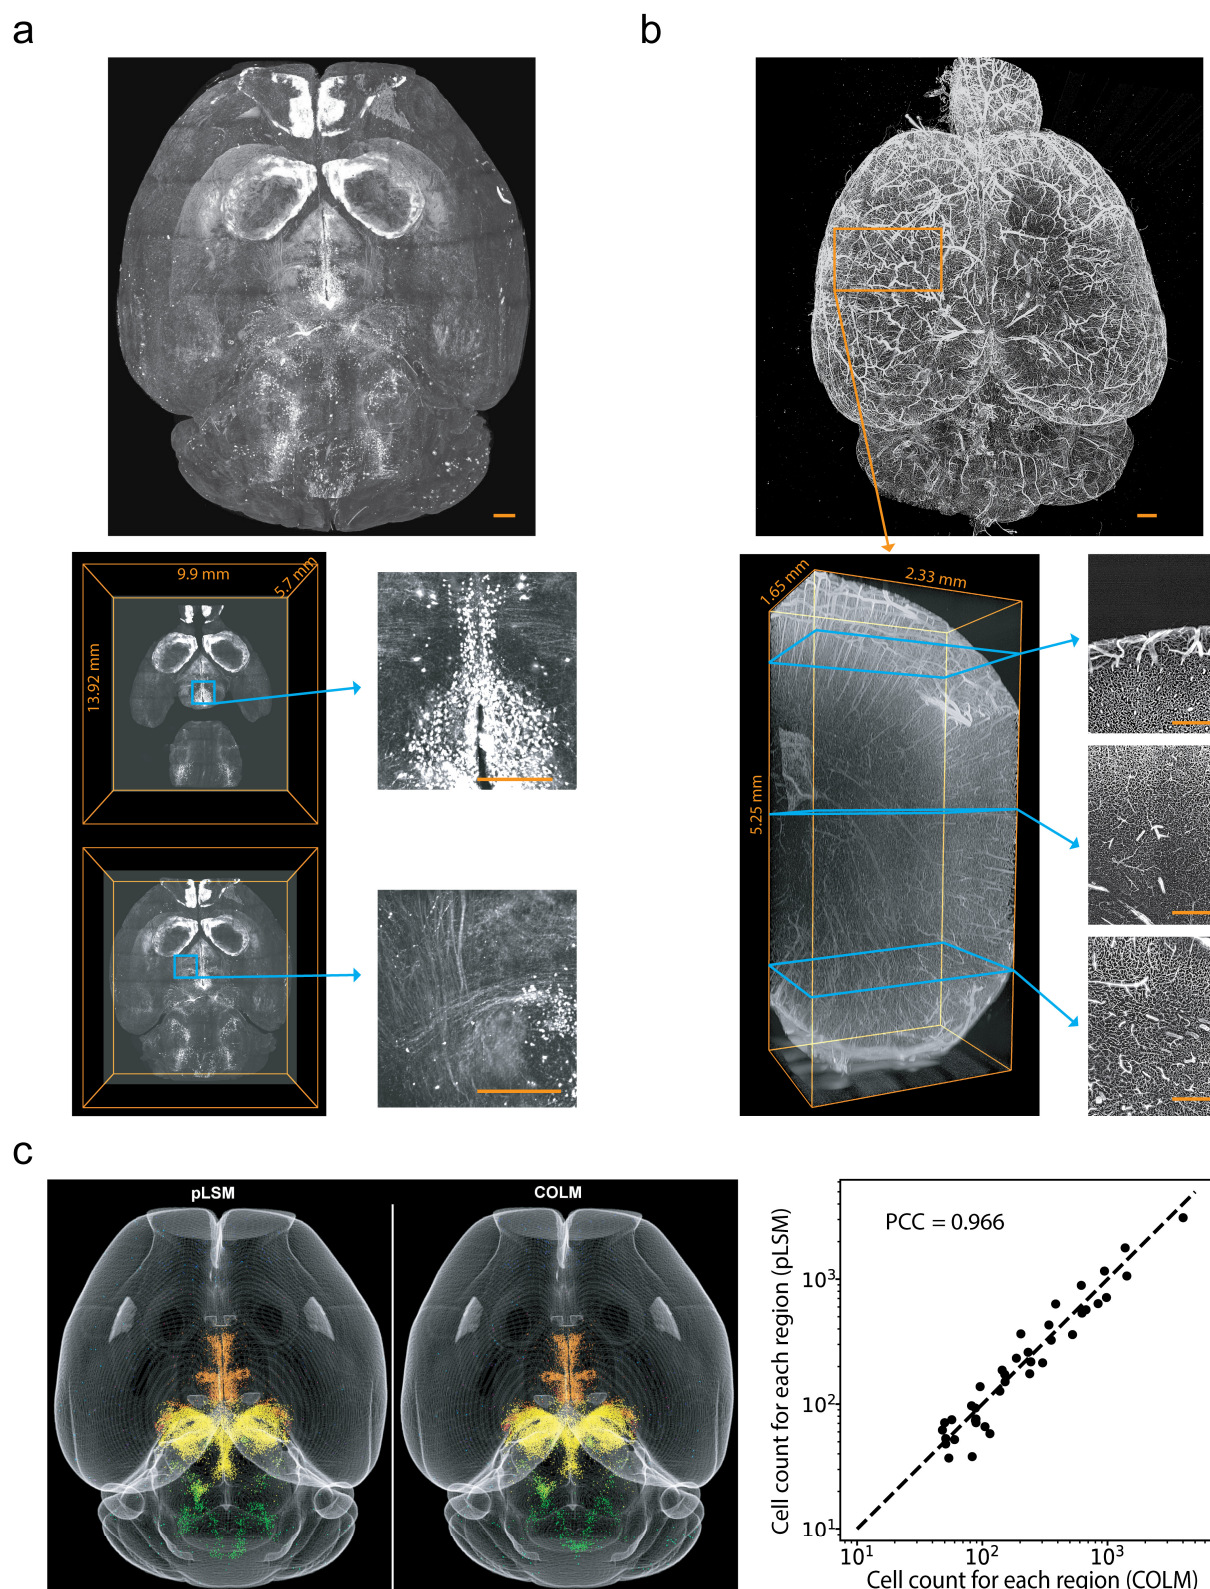 a
b
9.9 mm
5.7 mm
13.92 mm
1.65 mm
2.33 mm
5.25 mm
c
pLSM
COLM
PCC = 0.966
Cell count for each region (pLSM)
10³
10²
10¹
10¹
10²
10³
Cell count for each region (COLM)